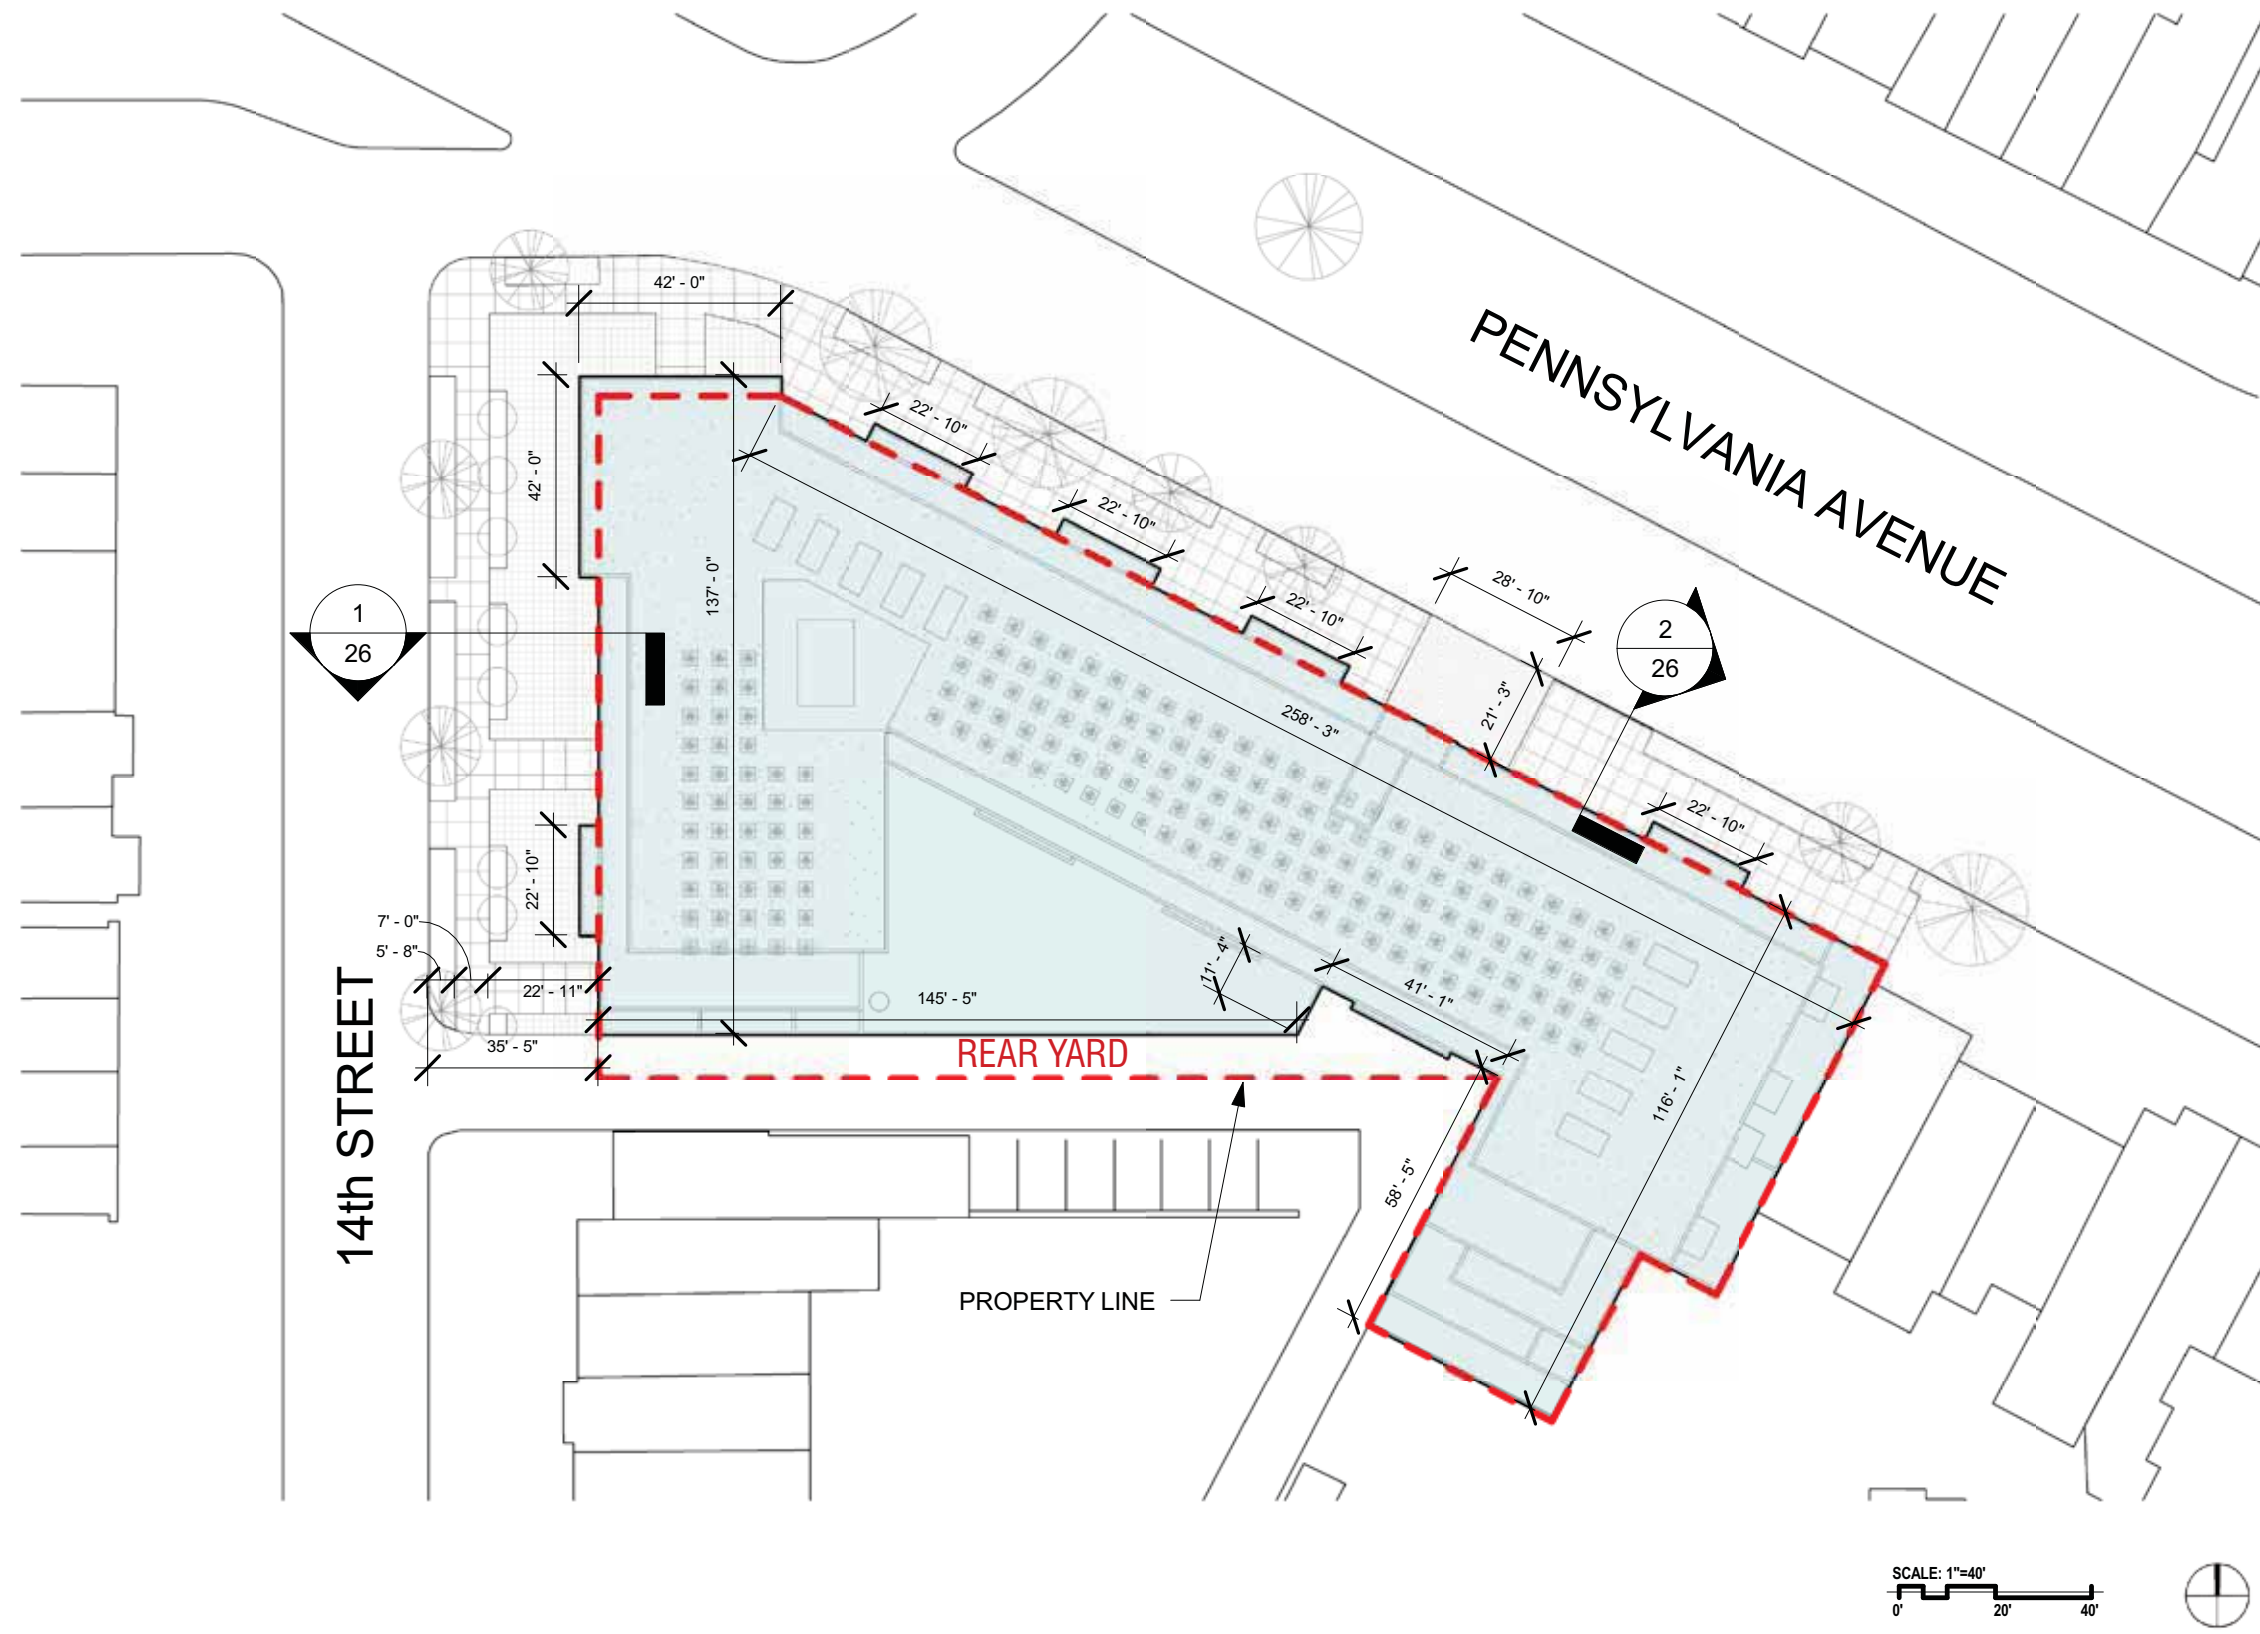 42' - 0"
PENNSYLVANIA AVENUE
22' - 10"
42' - 0"
22' - 10"
137' - 0"
28' - 10"
22' - 10"
1
26
2
26
21' - 3"
258' - 3"
22' - 10"
22' - 10"
7' - 0"
5' - 8"
22' - 11"
11' - 4"
41' - 1"
145' - 5"
35' - 5"
REAR YARD
116' - 1"
14th STREET
58' - 5"
PROPERTY LINE
SCALE: 1"=40'
0' 20' 40'